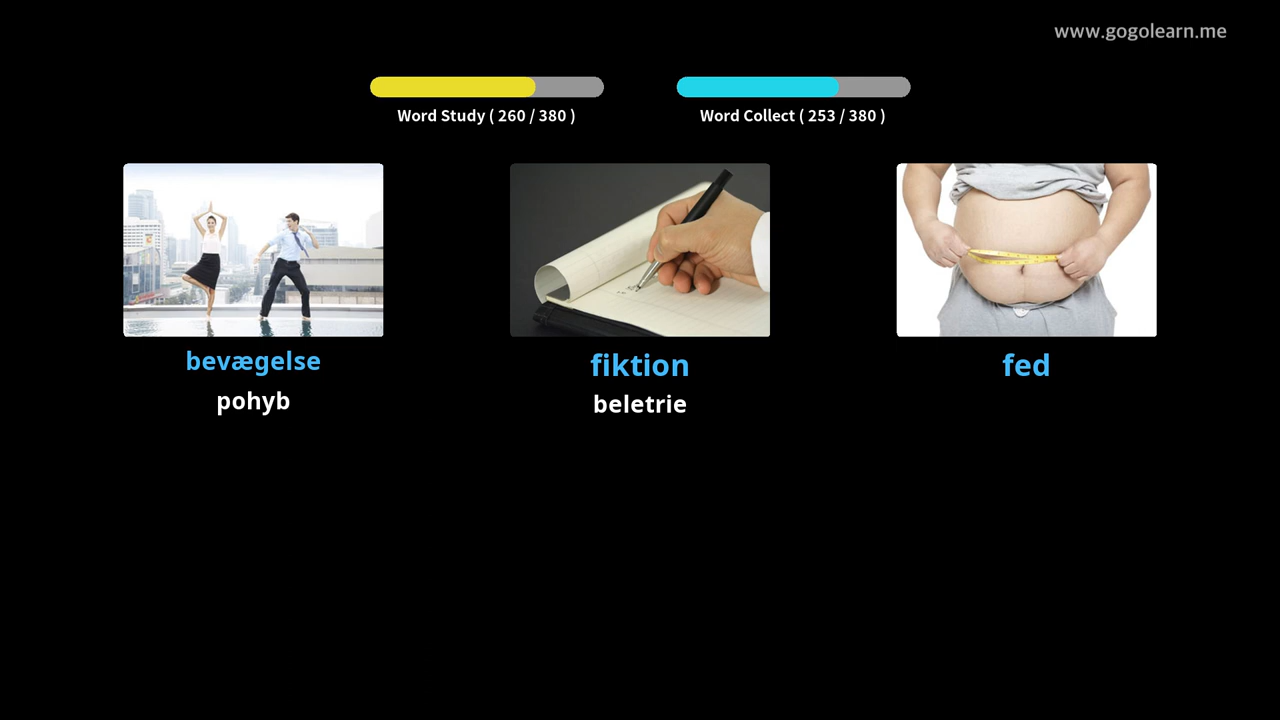 www.gogolearn.me
Word Study ( 260 / 380 )
Word Collect ( 253 / 380 )
bevægelse
pohyb
fiktion
beletrie
fed